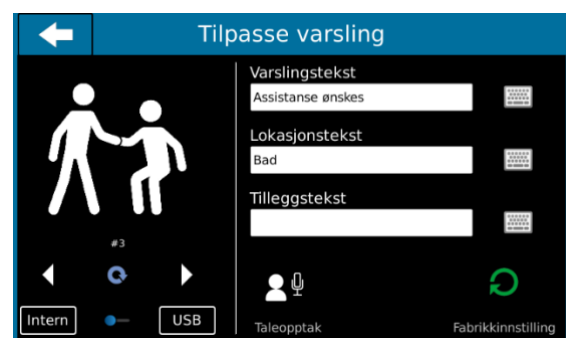 Tilpasse varsling
Varslingstekst
Assistanse ønskes
Lokasjonstekst
Bad
Tilleggstekst
#3
Intern
USB
Taleopptak
Fabrikkinnstilling